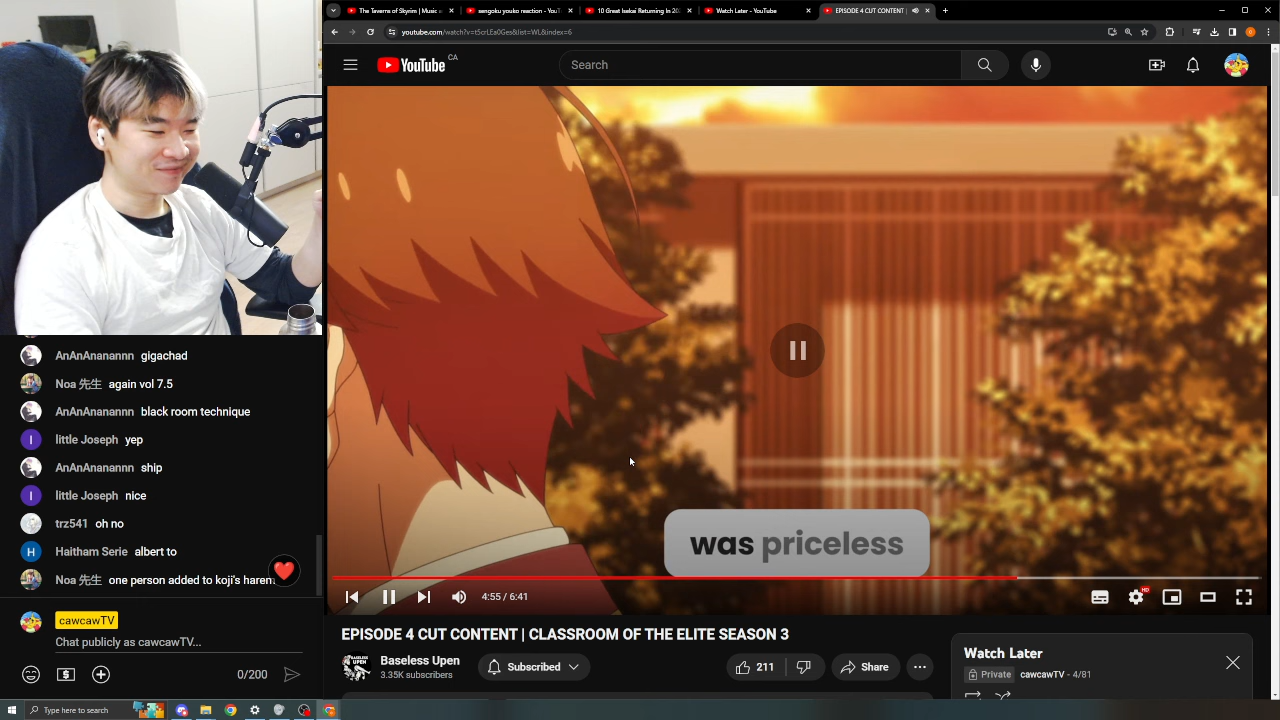 The Taverns of Skyrim | Music
sengoku youko reaction - YouT
10 Great Isekai Returning In 20
Watch Later - YouTube
EPISODE 4 CUT CONTENT |
youtube.com/watch?v=t5crLEa0Ges&list=WL&index=6
YouTube CA
Search
AnAnAnanannn gigachad
Noa 先生 again vol 7.5
AnAnAnanannn black room technique
little Joseph yep
AnAnAnanannn ship
little Joseph nice
trz541 oh no
Haitham Serie albert to
Noa 先生 one person added to koji's harem
cawcawTV
Chat publicly as cawcawTV...
0/200
was priceless
4:55 / 6:41
HD
EPISODE 4 CUT CONTENT | CLASSROOM OF THE ELITE SEASON 3
BASELESS UPEN
Baseless Upen
3.35K subscribers
Subscribed
211
Share
Watch Later
Private cawcawTV - 4/81
Type here to search